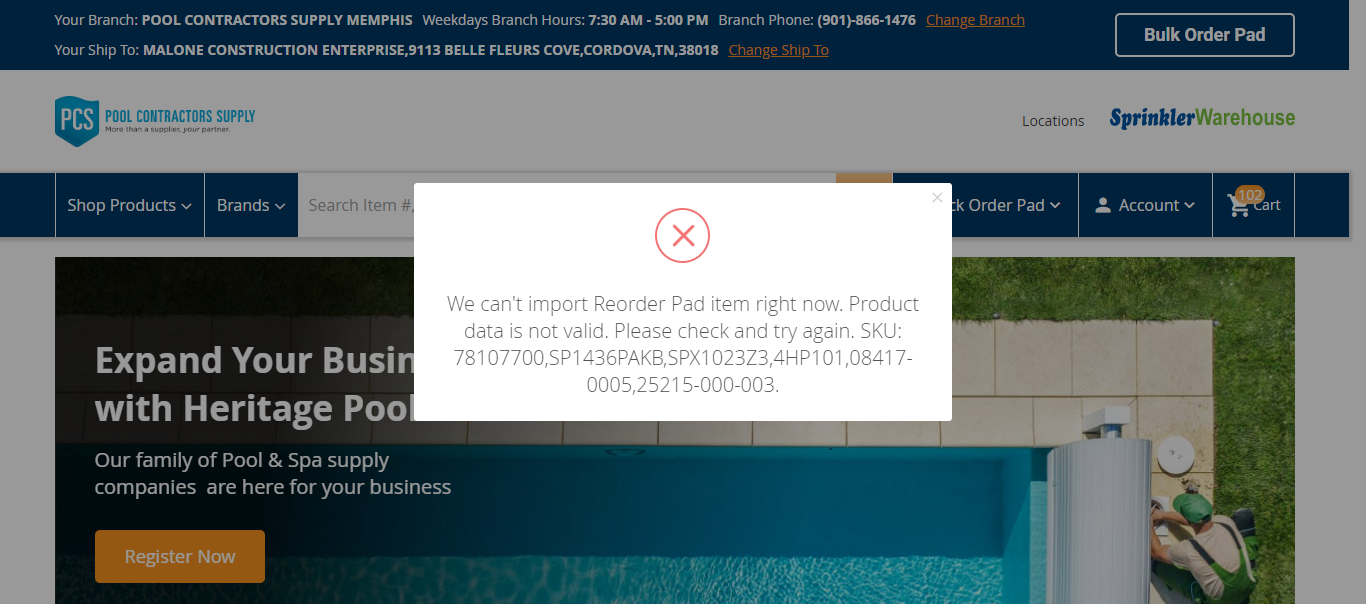 Your Branch: POOL CONTRACTORS SUPPLY MEMPHIS Weekdays Branch Hours: 7:30 AM - 5:00 PM Branch Phone: (901)-866-1476 Change Branch
Your Ship To: MALONE CONSTRUCTION ENTERPRISE,9113 BELLE FLEURS COVE,CORDOVA,TN,38018 Change Ship To
Bulk Order Pad
PCS POOL CONTRACTORS SUPPLY
More than a supplier, your partner.
Locations
SprinklerWarehouse
Shop Products
Brands
Search Item #,
ck Order Pad
Account
102
Cart
We can't import Reorder Pad item right now. Product
data is not valid. Please check and try again. SKU:
78107700,SP1436PAKB,SPX1023Z3,4HP101,08417-
0005,25215-000-003.
Expand Your Busin
with Heritage Pool
Our family of Pool & Spa supply
companies are here for your business
Register Now